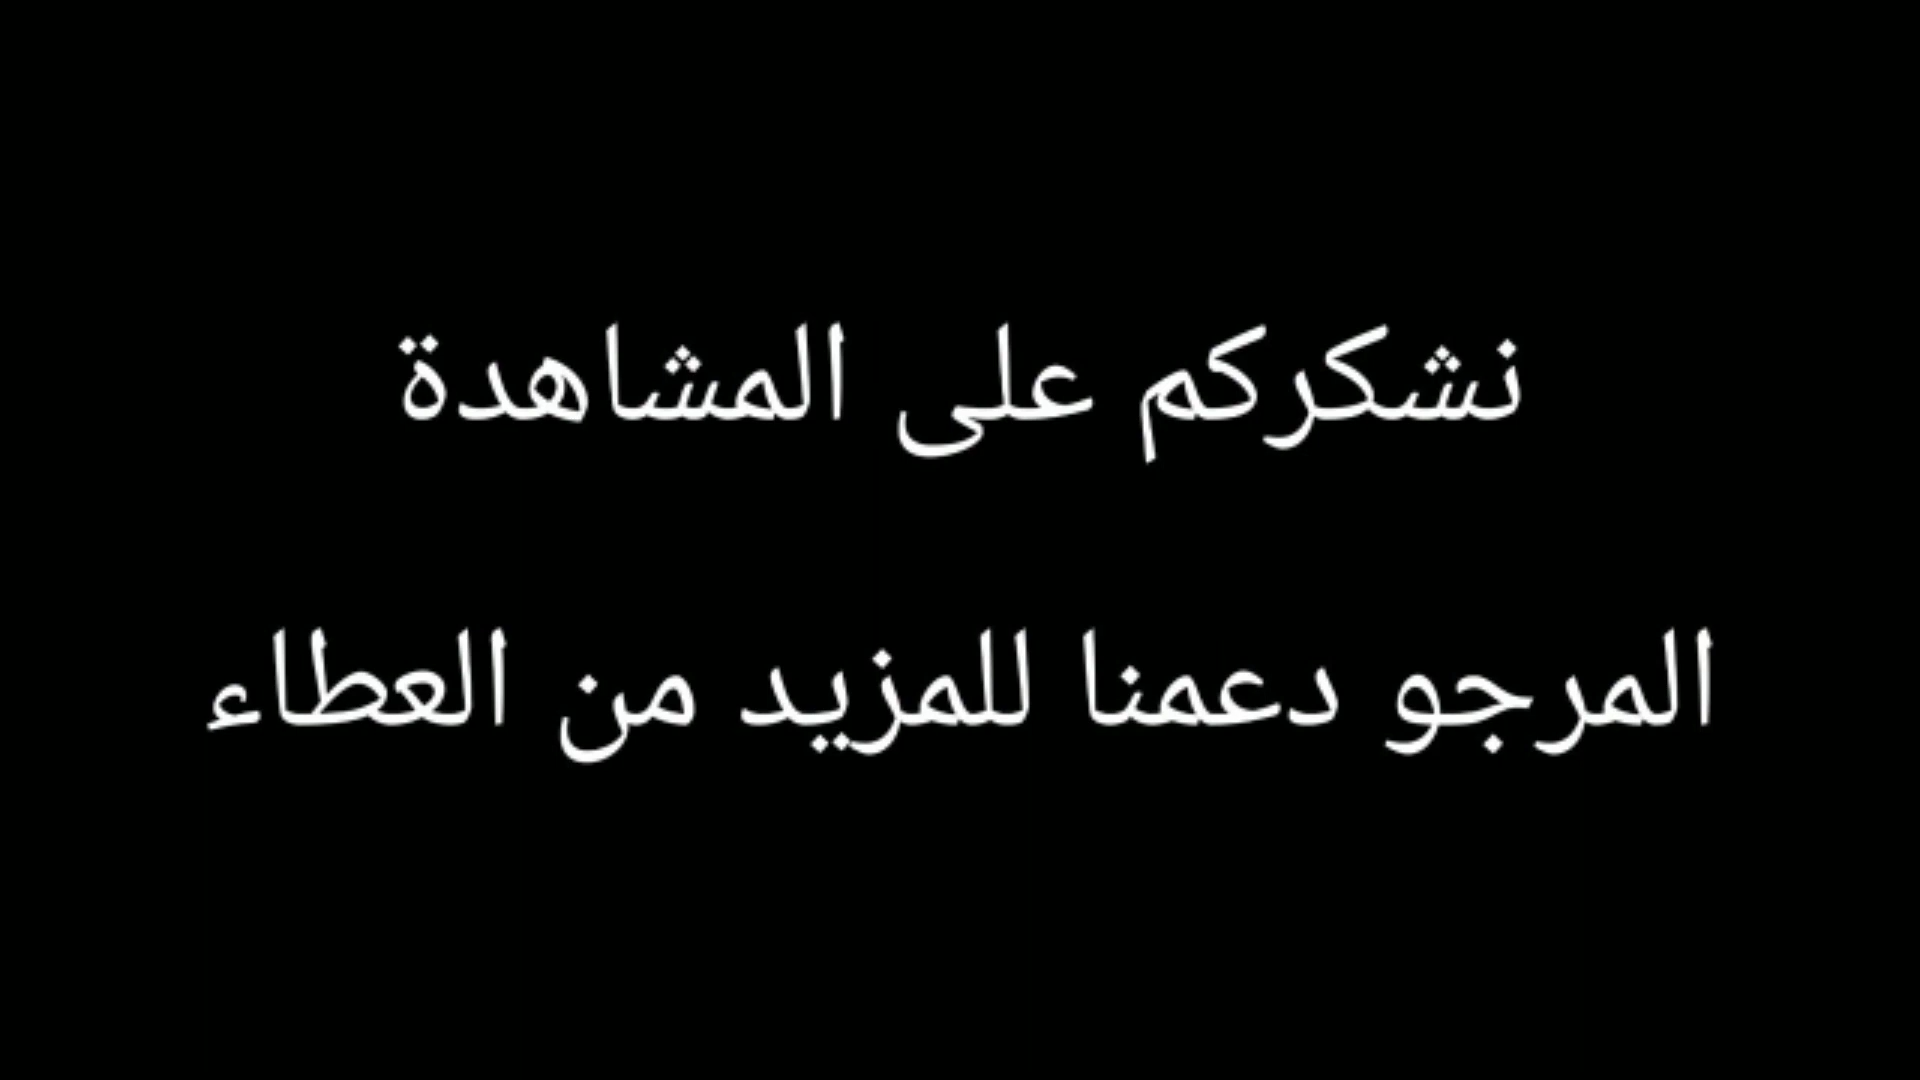 نشكركم على المشاهدة
المرجو دعمنا للمزيد من العطاء